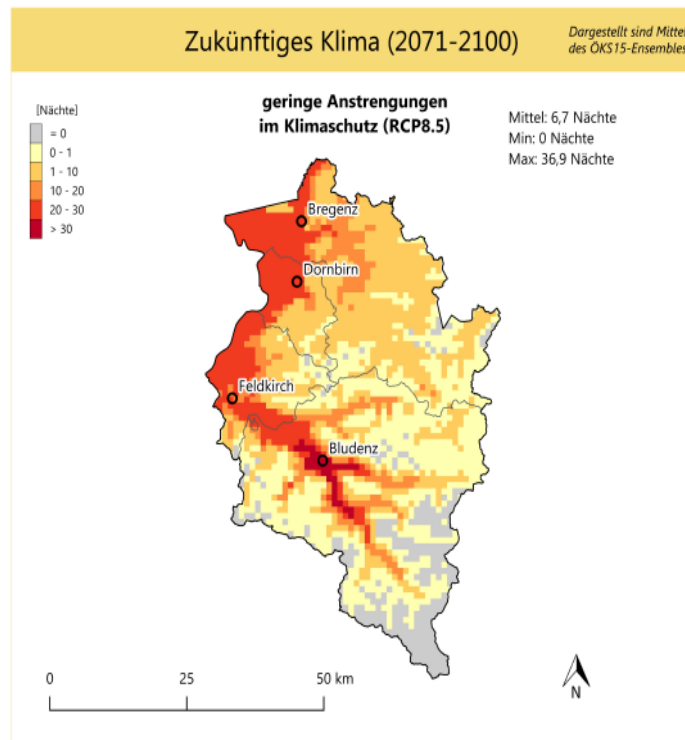 Zukünftiges Klima (2071-2100)
Dargestellt sind Mittel
des ÖKS15-Ensembles
geringe Anstrengungen
im Klimaschutz (RCP8.5)
Mittel: 6,7 Nächte
Min: 0 Nächte
Max: 36,9 Nächte
[Nächte]
= 0
0 - 1
1 - 10
10 - 20
20 - 30
> 30
Bregenz
Dornbirn
Feldkirch
Bludenz
0 25 50 km
N